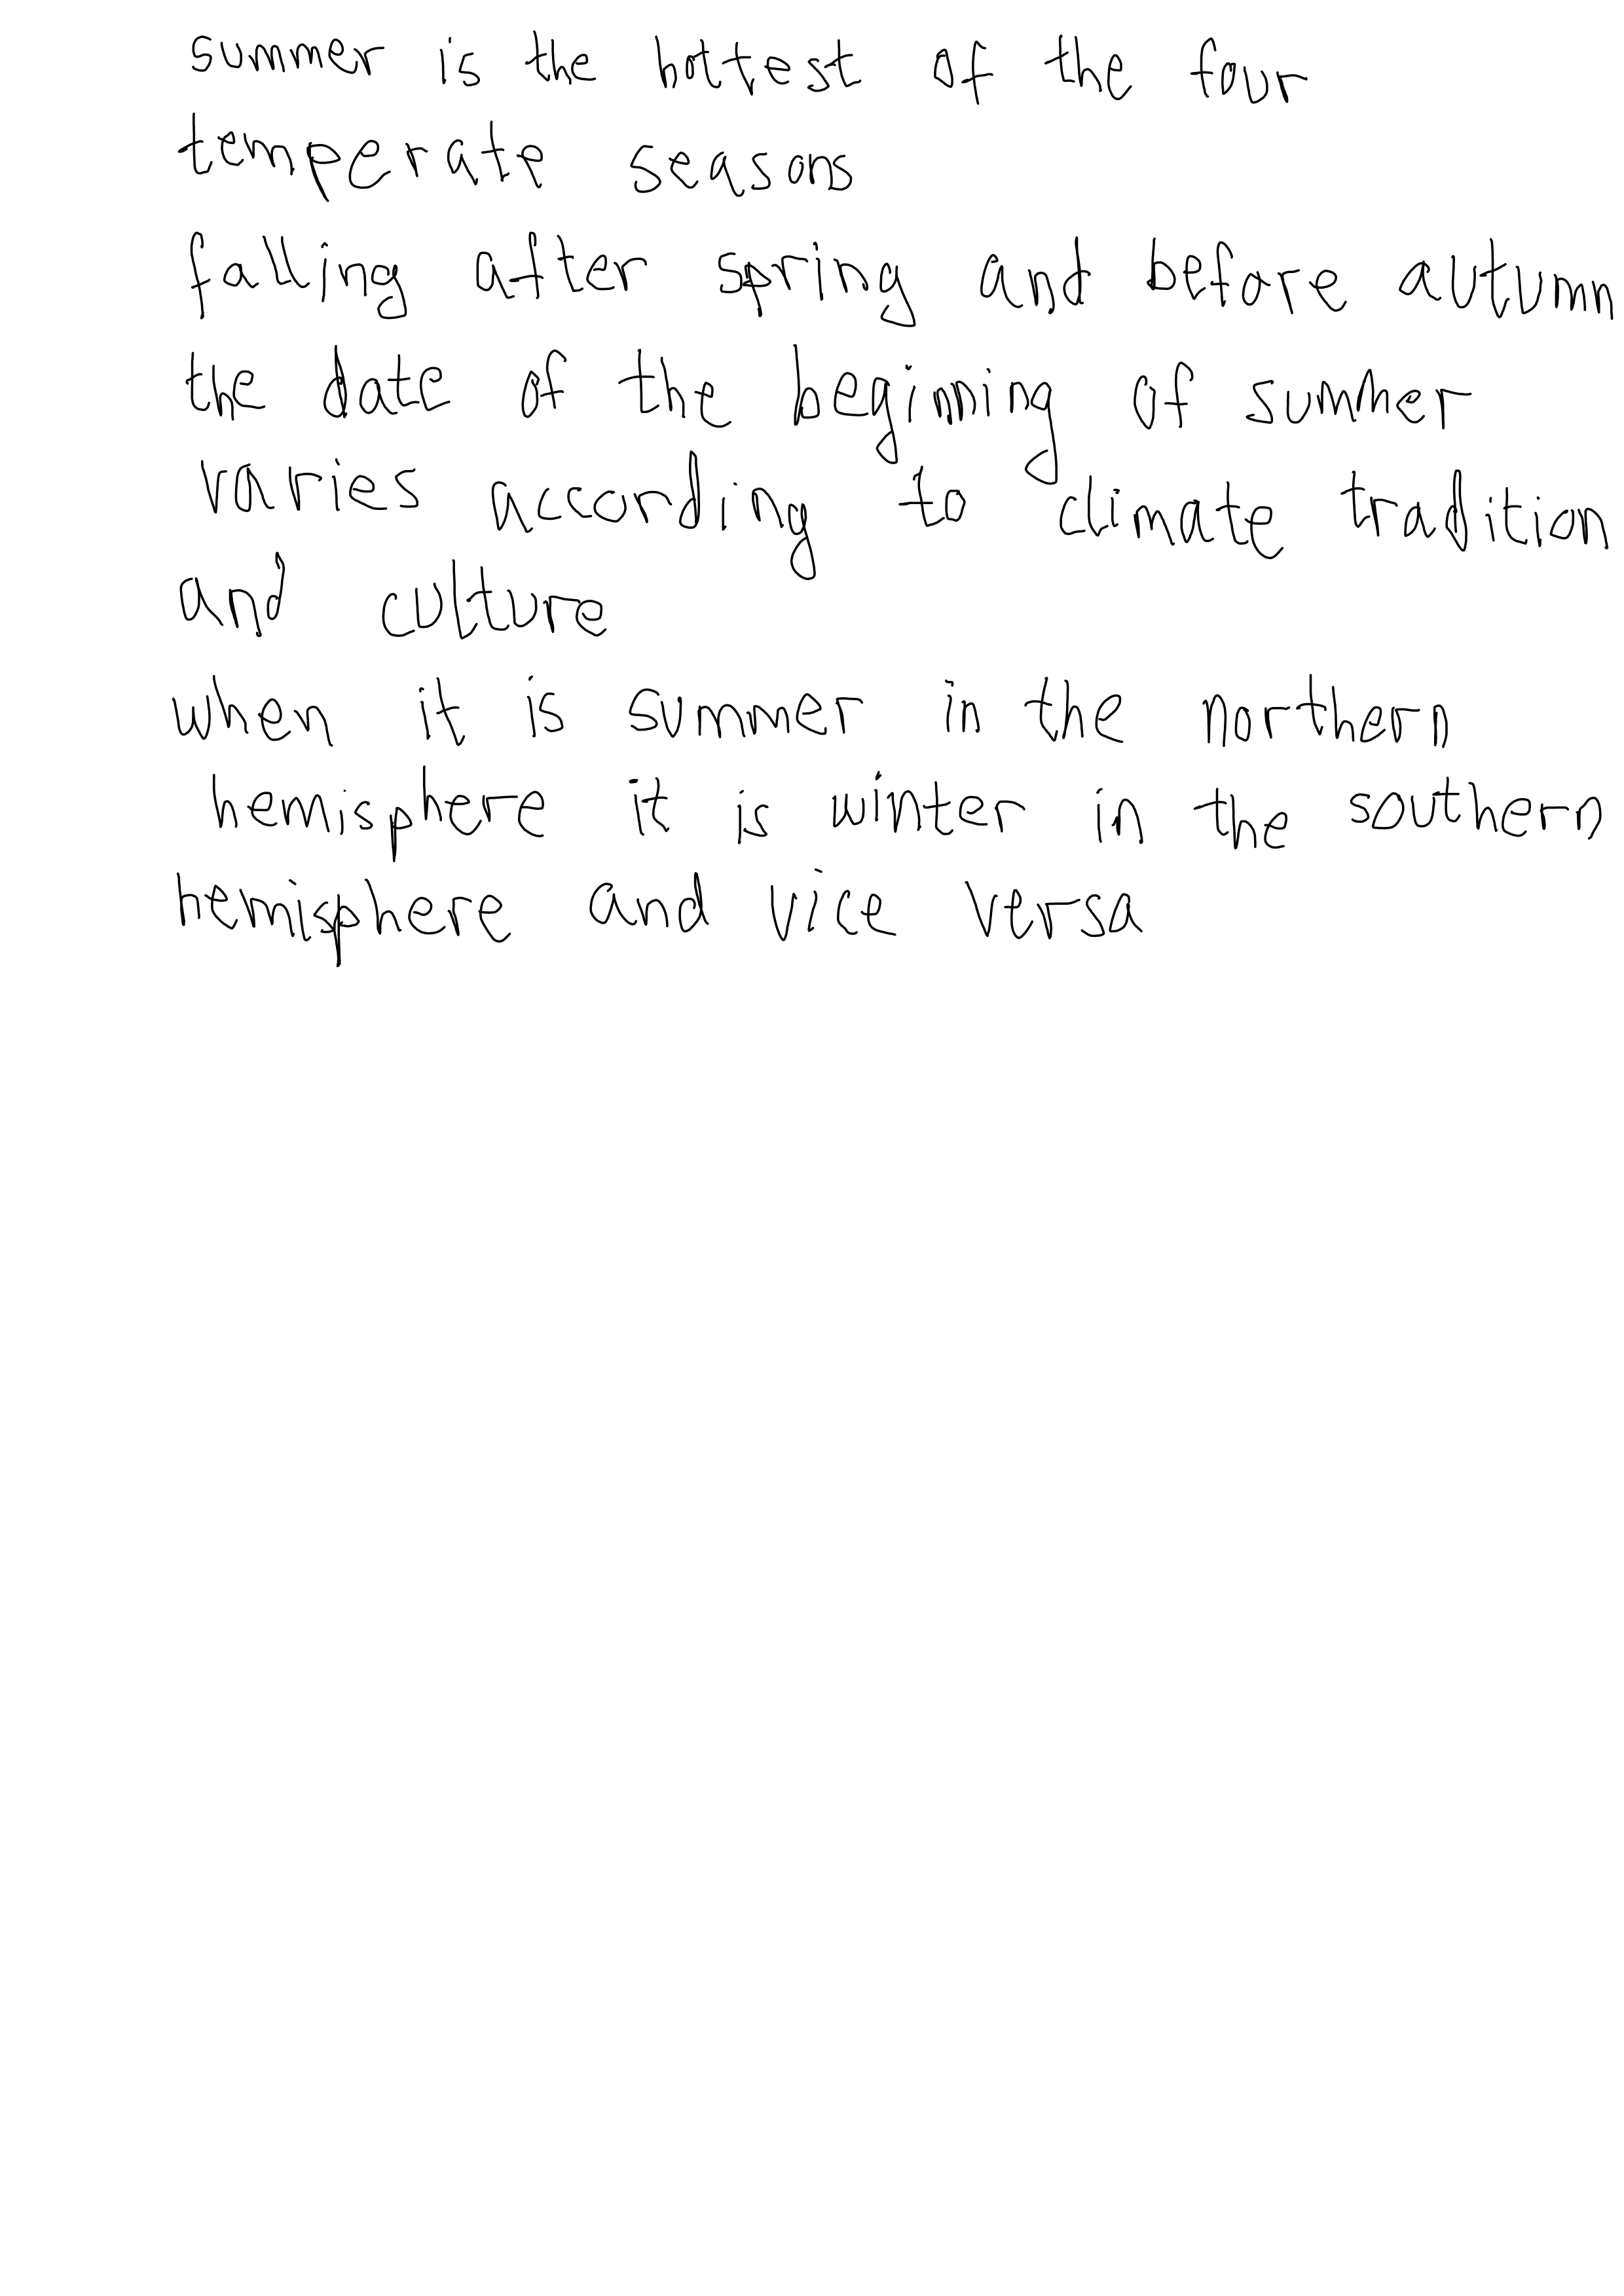 summer is the hottest of the four
temperate seasons
falling after spring and before autumn
the date of the beginning of summer
varies according to climate tradition
and culture
when it is summer in the northern
hemisphere it is winter in the southern
hemisphere and vice versa